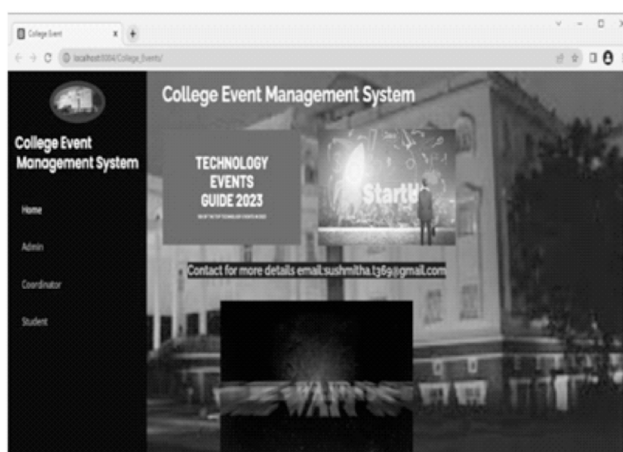 College Event
localhost:8084/College_Events/
College Event
Management System
Home
Admin
Coordinator
Student
College Event Management System
TECHNOLOGY
EVENTS
GUIDE 2023
StartU
Contact for more details email:sushmitha.t369@gmail.com